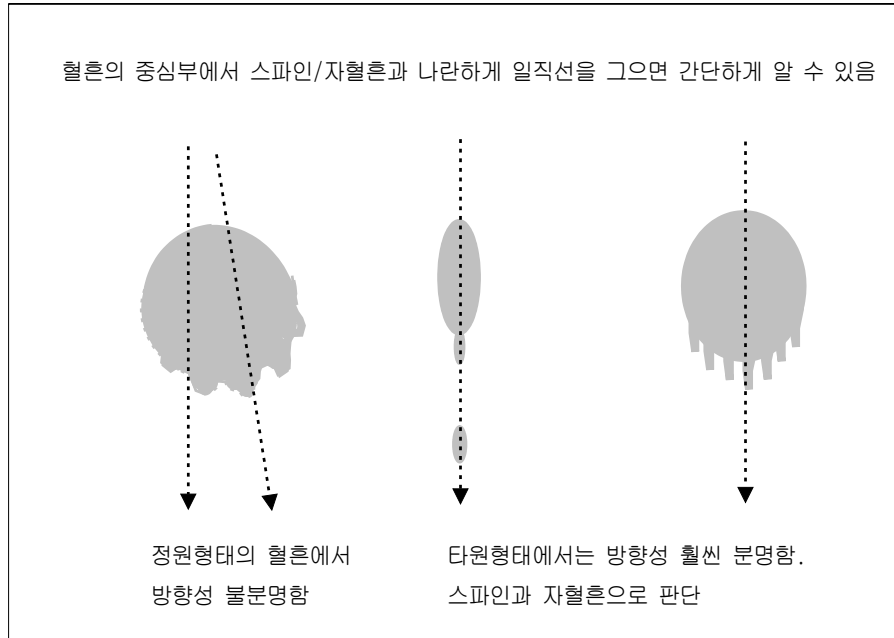 혈흔의 중심부에서 스파인/자혈흔과 나란하게 일직선을 그으면 간단하게 알 수 있음
정원형태의 혈흔에서
방향성 불분명함
타원형태에서는 방향성 훨씬 분명함.
스파인과 자혈흔으로 판단